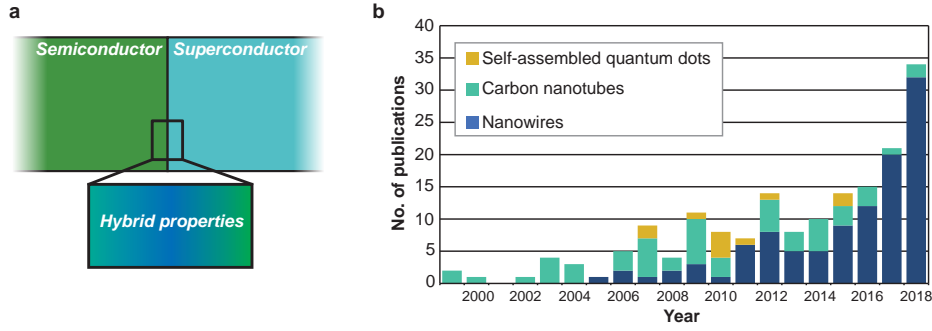 a
Semiconductor
Superconductor
Hybrid properties
b
No. of publications
40
35
30
25
20
15
10
5
0
Self-assembled quantum dots
Carbon nanotubes
Nanowires
2000 2002 2004 2006 2008 2010 2012 2014 2016 2018
Year